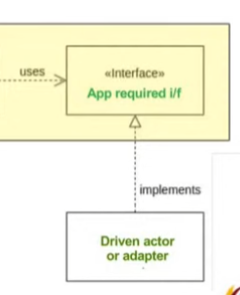 uses
«Interface»
App required i/f
implements
Driven actor
or adapter